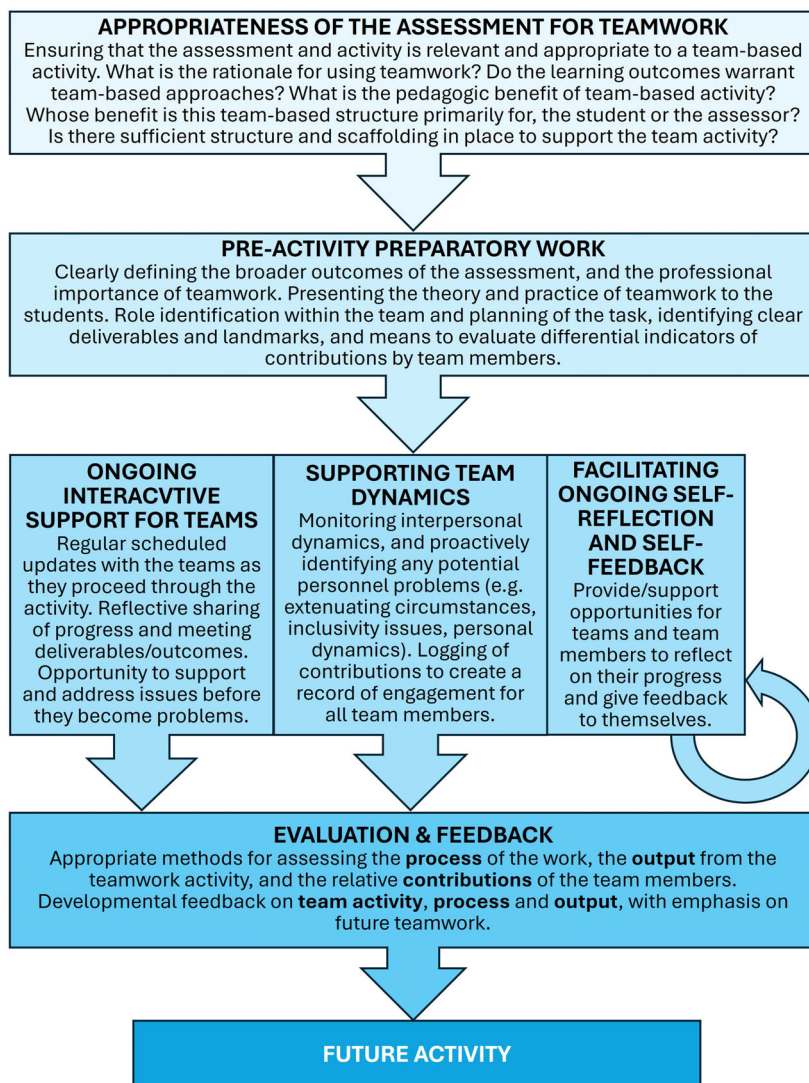 APPROPRIATENESS OF THE ASSESSMENT FOR TEAMWORK
Ensuring that the assessment and activity is relevant and appropriate to a team-based
activity. What is the rationale for using teamwork? Do the learning outcomes warrant
team-based approaches? What is the pedagogic benefit of team-based activity?
Whose benefit is this team-based structure primarily for, the student or the assessor?
Is there sufficient structure and scaffolding in place to support the team activity?
PRE-ACTIVITY PREPARATORY WORK
Clearly defining the broader outcomes of the assessment, and the professional
importance of teamwork. Presenting the theory and practice of teamwork to the
students. Role identification within the team and planning of the task, identifying clear
deliverables and landmarks, and means to evaluate differential indicators of
contributions by team members.
ONGOING
INTERACVTIVE
SUPPORT FOR TEAMS
Regular scheduled
updates with the teams as
they proceed through the
activity. Reflective sharing
of progress and meeting
deliverables/outcomes.
Opportunity to support
and address issues before
they become problems.
SUPPORTING TEAM
DYNAMICS
Monitoring interpersonal
dynamics, and proactively
identifying any potential
personnel problems (e.g.
extenuating circumstances,
inclusivity issues, personal
dynamics). Logging of
contributions to create a
record of engagement for
all team members.
FACILITATING
ONGOING SELF-
REFLECTION
AND SELF-
FEEDBACK
Provide/support
opportunities for
teams and team
members to reflect
on their progress
and give feedback
to themselves.
EVALUATION & FEEDBACK
Appropriate methods for assessing the process of the work, the output from the
teamwork activity, and the relative contributions of the team members.
Developmental feedback on team activity, process and output, with emphasis on
future teamwork.
FUTURE ACTIVITY